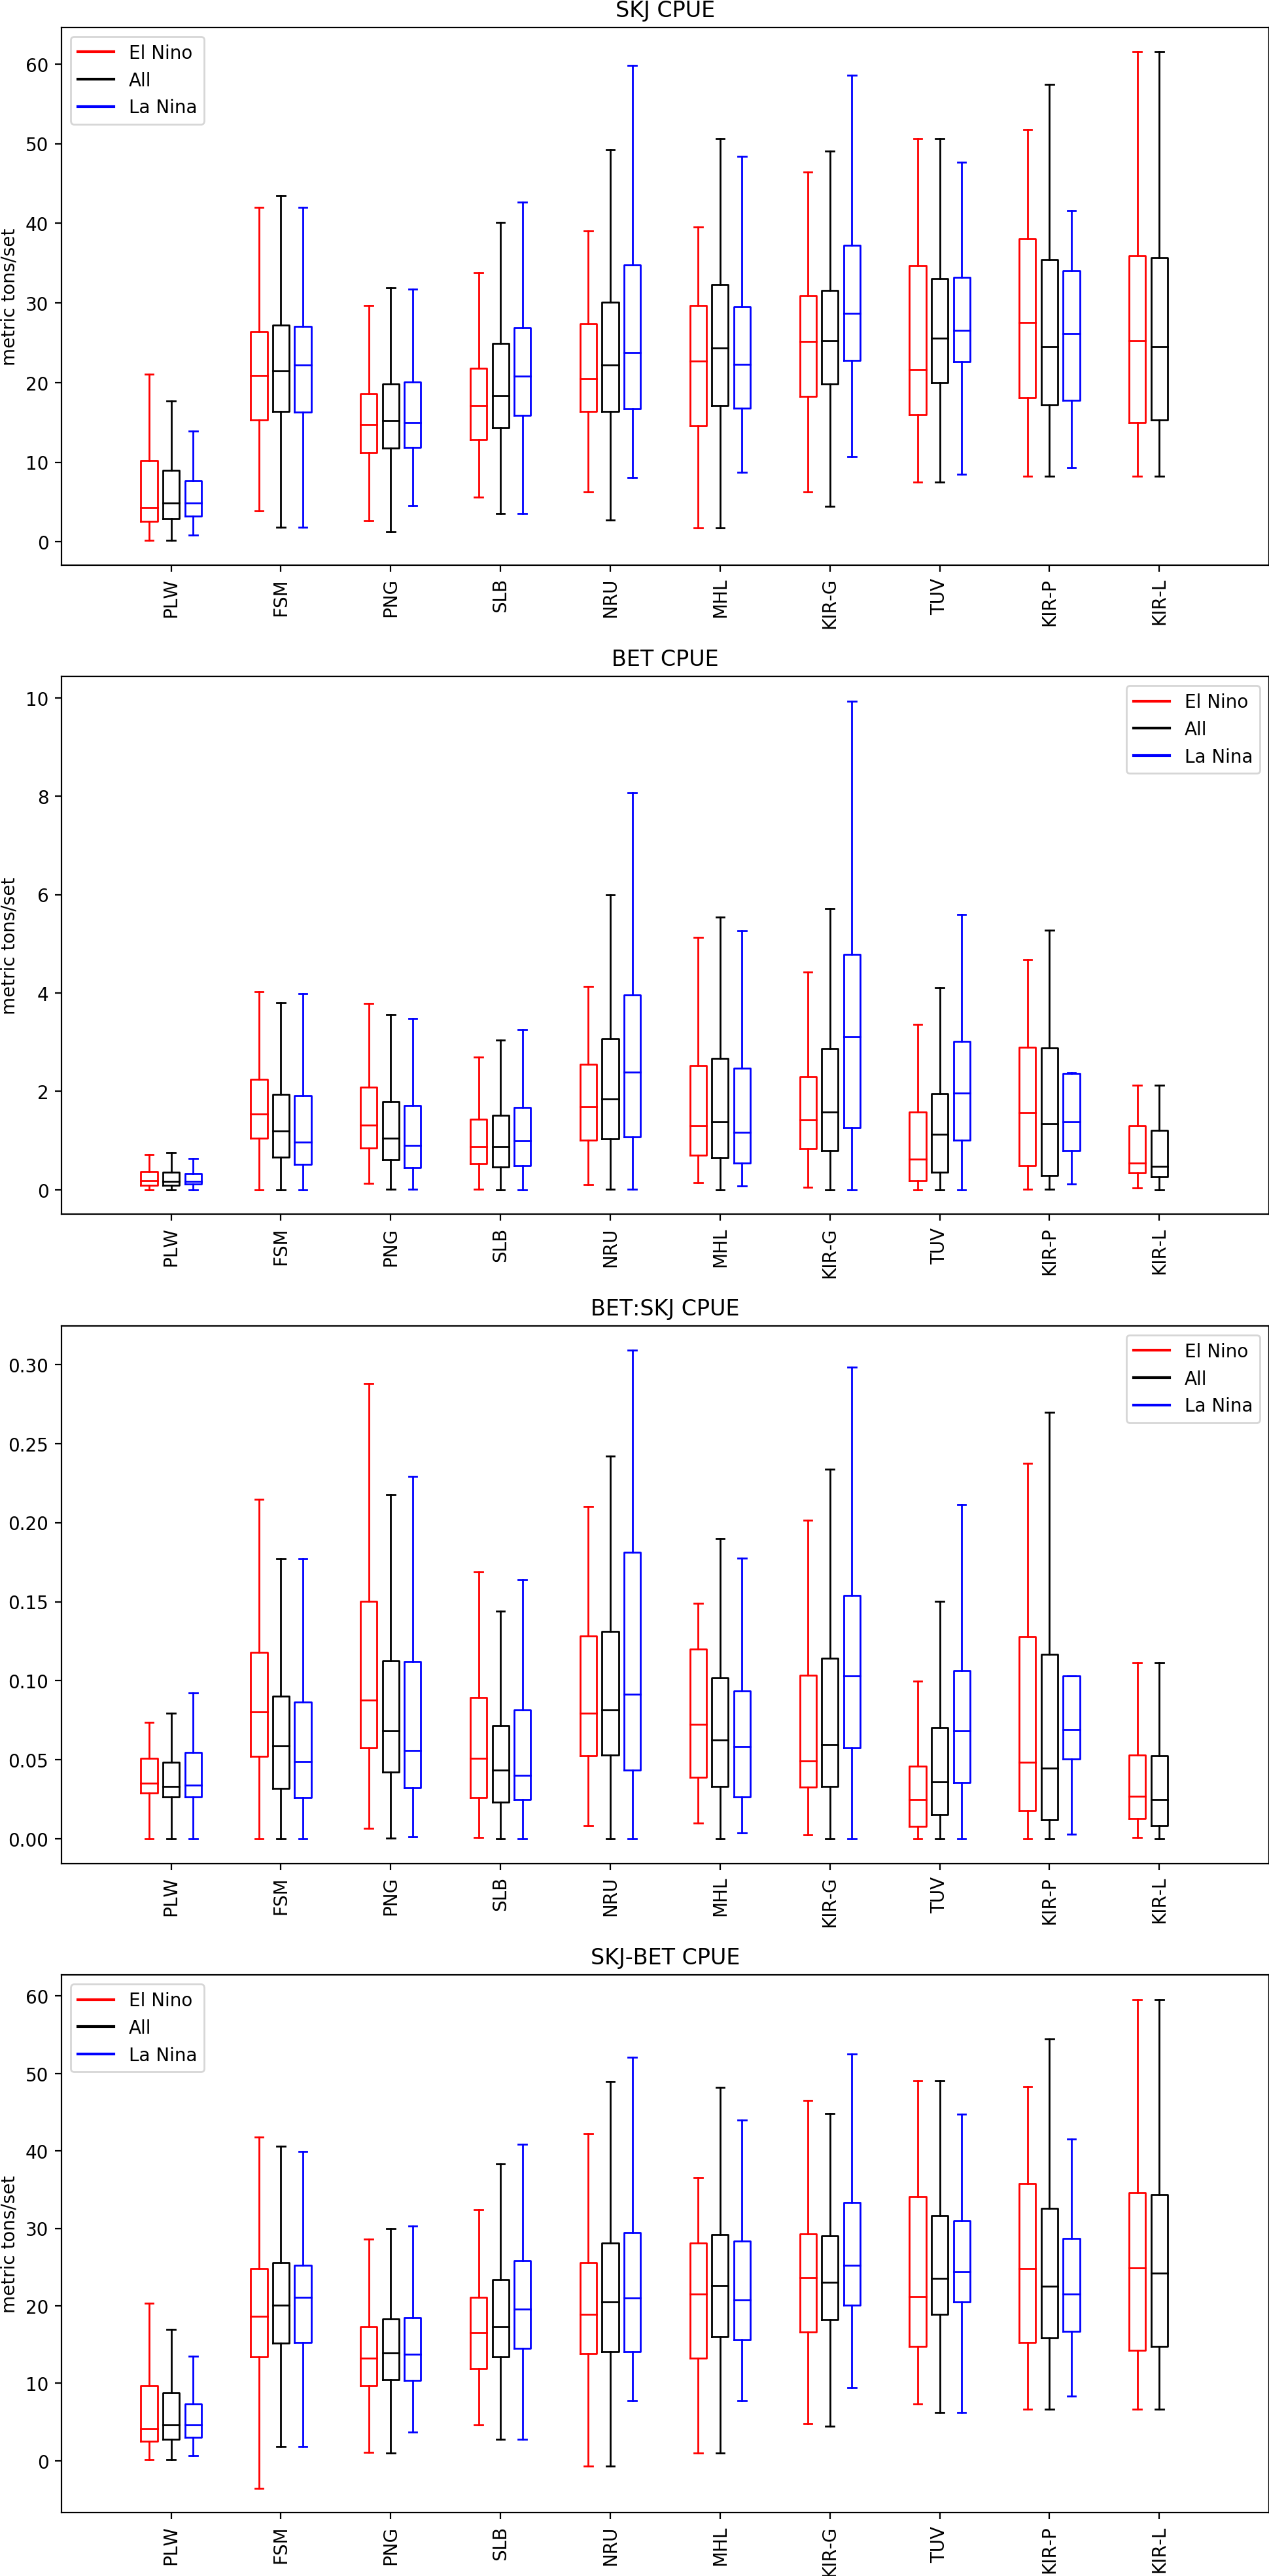 SKJ CPUE
El Nino
All
La Nina
60
50
40
30
20
10
0
metric tons/set
PLW
FSM
PNG
SLB
NRU
MHL
KIR-G
TUV
KIR-P
KIR-L
BET CPUE
El Nino
All
La Nina
10
8
6
4
2
0
metric tons/set
PLW
FSM
PNG
SLB
NRU
MHL
KIR-G
TUV
KIR-P
KIR-L
BET:SKJ CPUE
El Nino
All
La Nina
0.30
0.25
0.20
0.15
0.10
0.05
0.00
PLW
FSM
PNG
SLB
NRU
MHL
KIR-G
TUV
KIR-P
KIR-L
SKJ-BET CPUE
El Nino
All
La Nina
60
50
40
30
20
10
0
metric tons/set
PLW
FSM
PNG
SLB
NRU
MHL
KIR-G
TUV
KIR-P
KIR-L